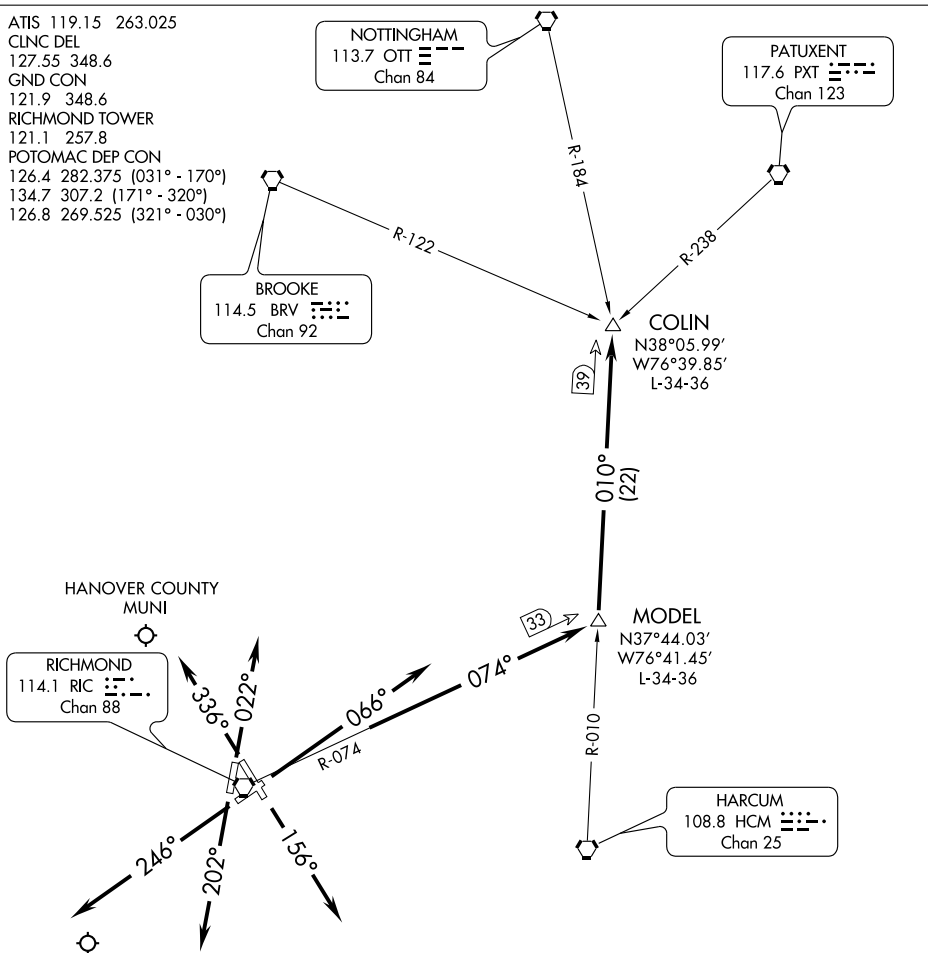 ATIS 119.15 263.025
CLNC DEL
127.55 348.6
GND CON
121.9 348.6
RICHMOND TOWER
121.1 257.8
POTOMAC DEP CON
126.4 282.375 (031° - 170°)
134.7 307.2 (171° - 320°)
126.8 269.525 (321° - 030°)
NOTTINGHAM
113.7 OTT
Chan 84
PATUXENT
117.6 PXT
Chan 123
R-184
R-122
R-238
BROOKE
114.5 BRV
Chan 92
COLIN
N38°05.99′
W76°39.85′
L-34-36
39
010°
(22)
HANOVER COUNTY
MUNI
33
MODEL
N37°44.03′
W76°41.45′
L-34-36
RICHMOND
114.1 RIC
Chan 88
336°
022°
066°
074°
R-074
R-010
246°
202°
156°
HARCUM
108.8 HCM
Chan 25